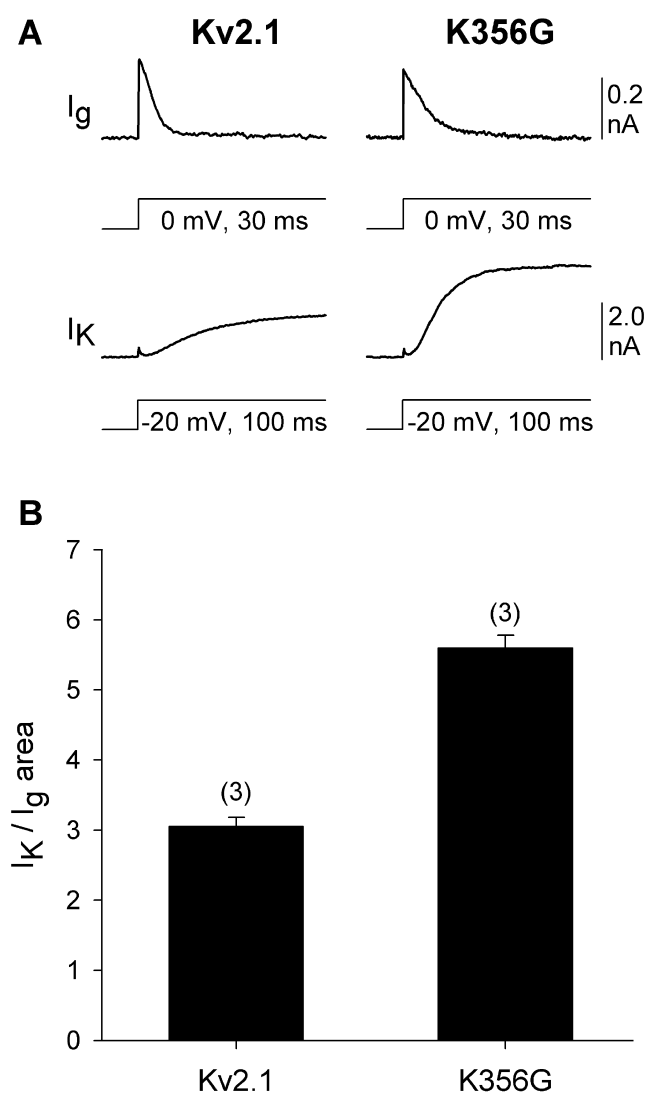 A
Kv2.1
K356G
Ig
0.2
nA
0 mV, 30 ms
0 mV, 30 ms
IK
2.0
nA
-20 mV, 100 ms
-20 mV, 100 ms
B
7
6
5
4
3
2
1
0
IK / Ig area
(3)
(3)
Kv2.1
K356G